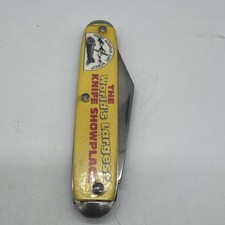 THE
World's Largest
KNIFE SHOWPLACE